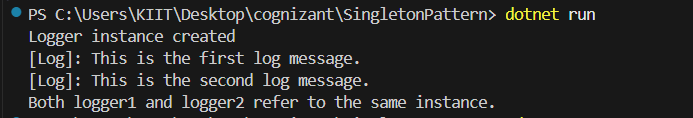 PS C:\Users\KIIT\Desktop\cognizant\SingletonPattern> dotnet run
Logger instance created
[Log]: This is the first log message.
[Log]: This is the second log message.
Both logger1 and logger2 refer to the same instance.